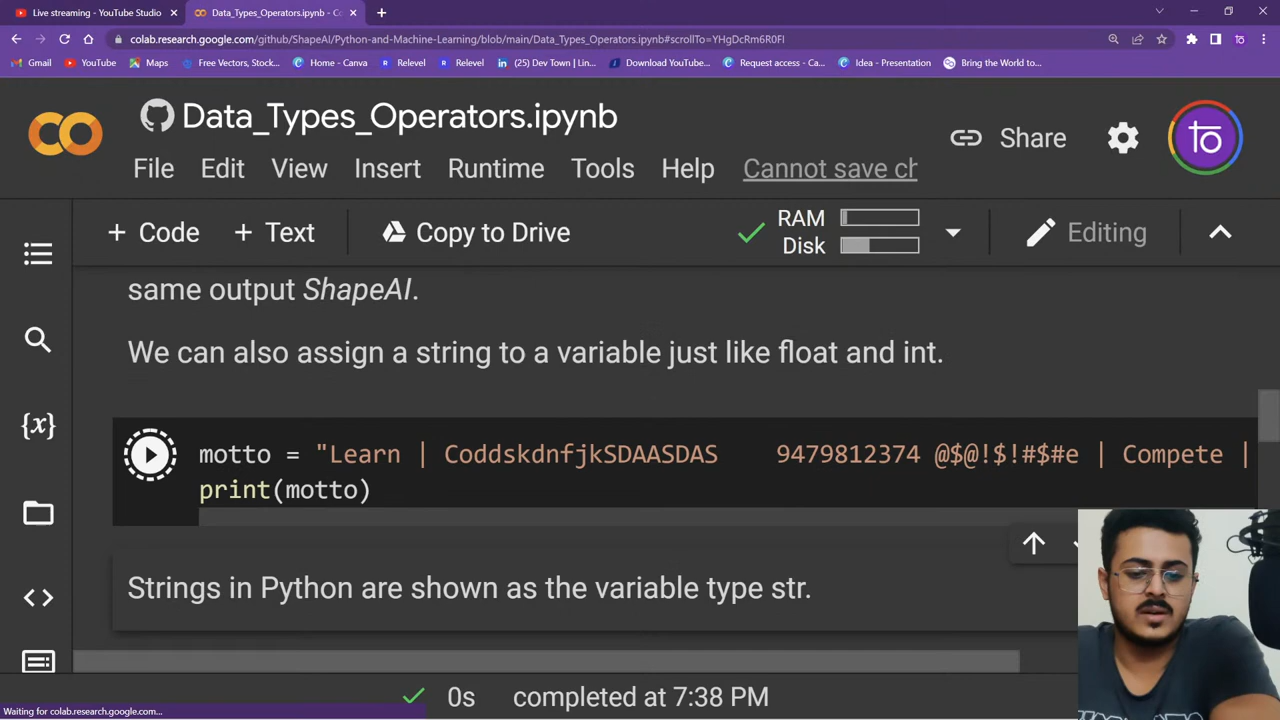 Live streaming - YouTube Studio
Data_Types_Operators.ipynb - Co
colab.research.google.com/github/ShapeAI/Python-and-Machine-Learning/blob/main/Data_Types_Operators.ipynb#scrollTo=YHgDcRm6R0FI
Gmail YouTube Maps Free Vectors, Stock... Home - Canva Relevel Relevel (25) Dev Town | Lin... Download YouTube... Request access - Ca... Idea - Presentation Bring the World to...
Data_Types_Operators.ipynb
Share
File Edit View Insert Runtime Tools Help Cannot save ch
+ Code + Text Copy to Drive RAM Disk Editing
same output ShapeAI.
We can also assign a string to a variable just like float and int.
motto = "Learn | CoddskdnfjkSDAASDAS 9479812374 @$@!$!#$#e | Compete |
print(motto)
Strings in Python are shown as the variable type str.
0s completed at 7:38 PM
Waiting for colab.research.google.com...